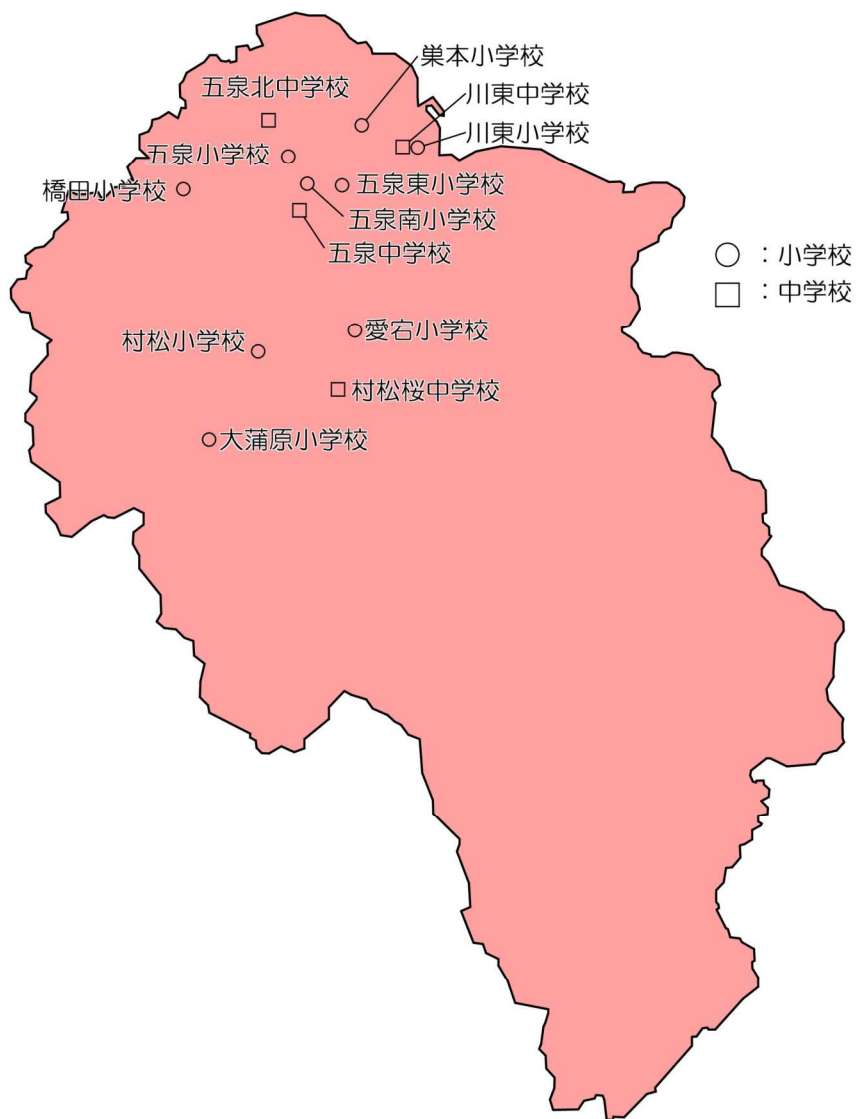 巣本小学校
五泉北中学校
川東中学校
川東小学校
五泉小学校
橋田小学校
五泉東小学校
五泉南小学校
五泉中学校
○：小学校
□：中学校
愛宕小学校
村松小学校
村松桜中学校
大蒲原小学校